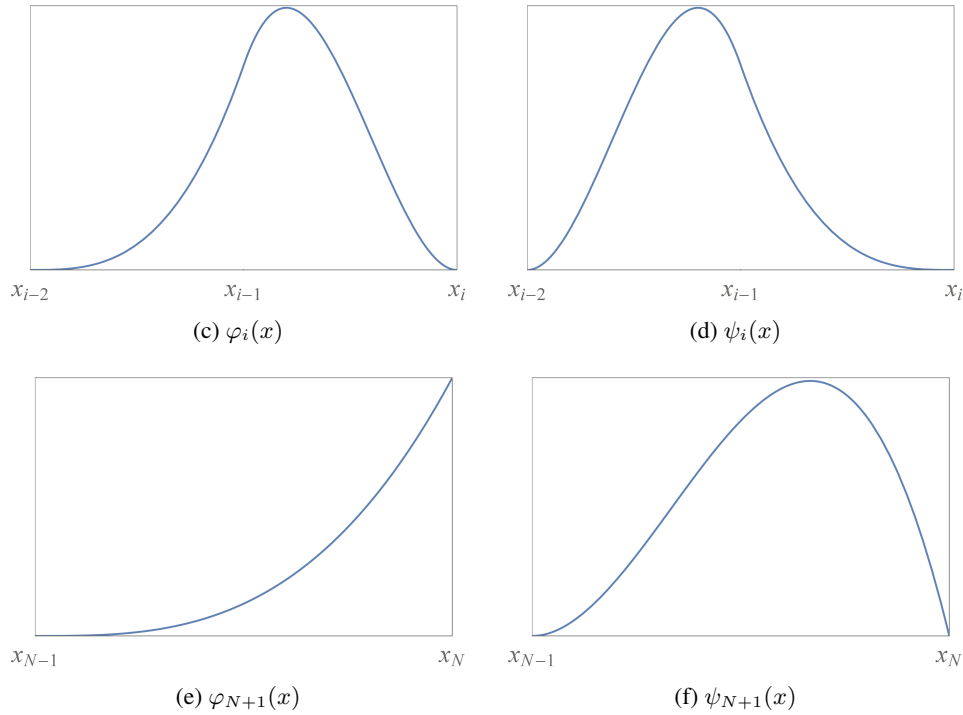 x_{i-2} x_{i-1} x_i x_{i-2} x_{i-1} x_i
(c) φ_i(x) (d) ψ_i(x)
x_{N-1} x_N x_{N-1} x_N
(e) φ_{N+1}(x) (f) ψ_{N+1}(x)